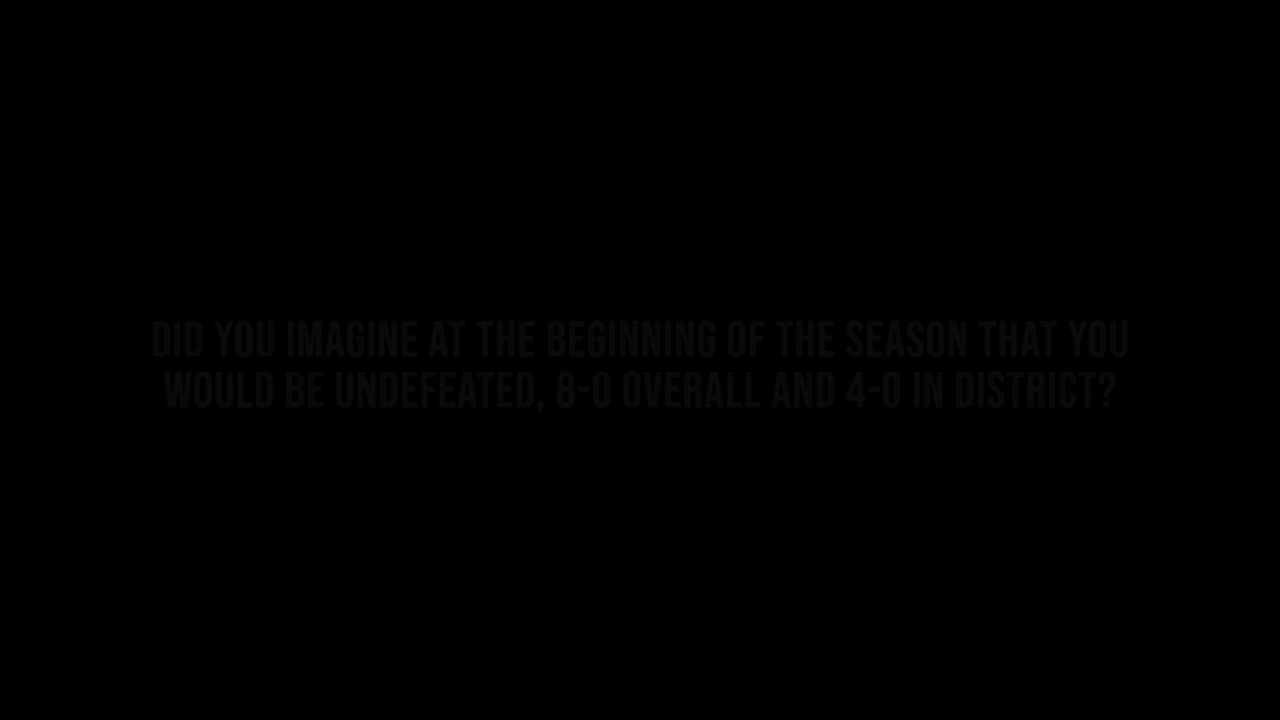 DID YOU IMAGINE AT THE BEGINNING OF THE SEASON THAT YOU
WOULD BE UNDEFEATED, 8-0 OVERALL AND 4-0 IN DISTRICT?